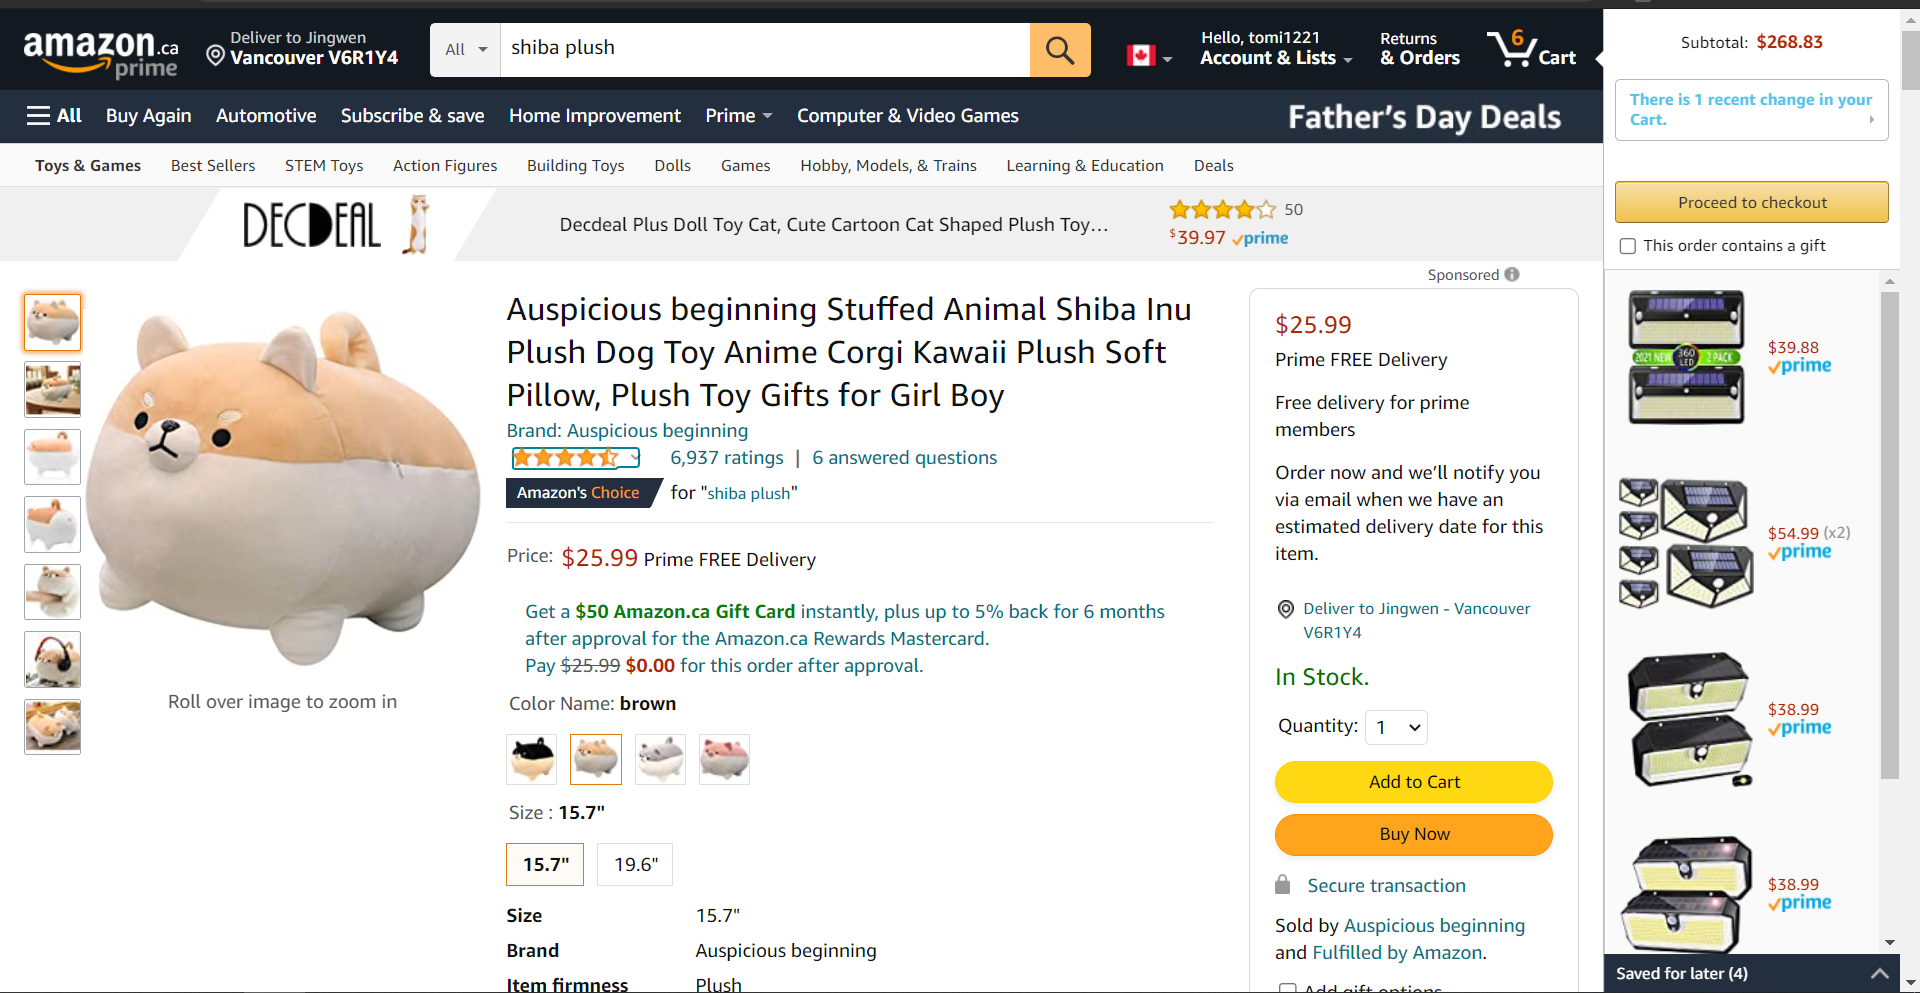 amazon.ca
prime
Deliver to Jingwen
Vancouver V6R1Y4
All
shiba plush
Hello, tomi1221
Account & Lists
Returns
& Orders
6
Cart
All
Buy Again
Automotive
Subscribe & save
Home Improvement
Prime
Computer & Video Games
Father's Day Deals
Toys & Games
Best Sellers
STEM Toys
Action Figures
Building Toys
Dolls
Games
Hobby, Models, & Trains
Learning & Education
Deals
DECDEAL
Decdeal Plus Doll Toy Cat, Cute Cartoon Cat Shaped Plush Toy…
50
$39.97 prime
Sponsored
Auspicious beginning Stuffed Animal Shiba Inu
Plush Dog Toy Anime Corgi Kawaii Plush Soft
Pillow, Plush Toy Gifts for Girl Boy
Brand: Auspicious beginning
6,937 ratings | 6 answered questions
Amazon's Choice for "shiba plush"
Price: $25.99 Prime FREE Delivery
Get a $50 Amazon.ca Gift Card instantly, plus up to 5% back for 6 months
after approval for the Amazon.ca Rewards Mastercard.
Pay $25.99 $0.00 for this order after approval.
Roll over image to zoom in
Color Name: brown
Size : 15.7"
15.7"
19.6"
Size 15.7"
Brand Auspicious beginning
Item firmness Plush
$25.99
Prime FREE Delivery
Free delivery for prime
members
Order now and we'll notify you
via email when we have an
estimated delivery date for this
item.
Deliver to Jingwen - Vancouver
V6R1Y4
In Stock.
Quantity: 1
Add to Cart
Buy Now
Secure transaction
Sold by Auspicious beginning
and Fulfilled by Amazon.
Add gift options
Subtotal: $268.83
There is 1 recent change in your
Cart.
Proceed to checkout
This order contains a gift
2021 NEW 360 LED 2 PACK
$39.88
prime
$54.99 (x2)
prime
$38.99
prime
$38.99
prime
Saved for later (4)